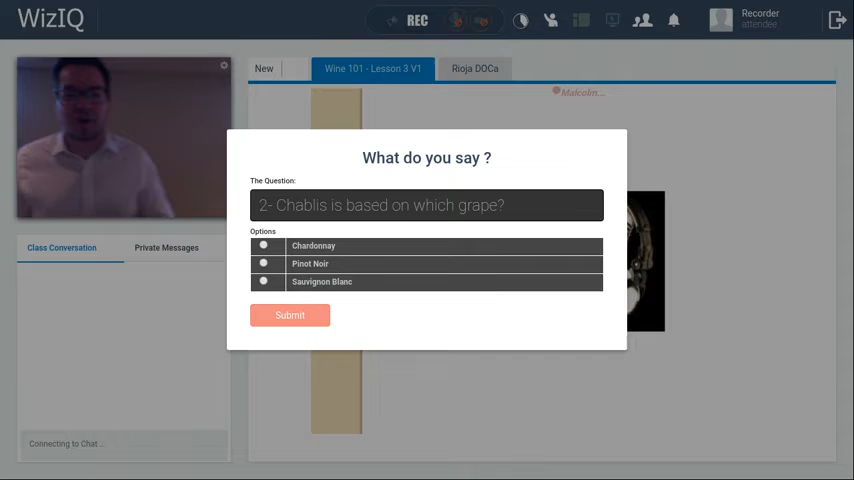 WizIQ
REC
Recorder
attendee
New
Wine 101 - Lesson 3 V1
Rioja DOCa
Malcolm...
What do you say ?
The Question:
2- Chablis is based on which grape?
Options
Chardonnay
Pinot Noir
Sauvignon Blanc
Submit
Class Conversation
Private Messages
Connecting to Chat ...